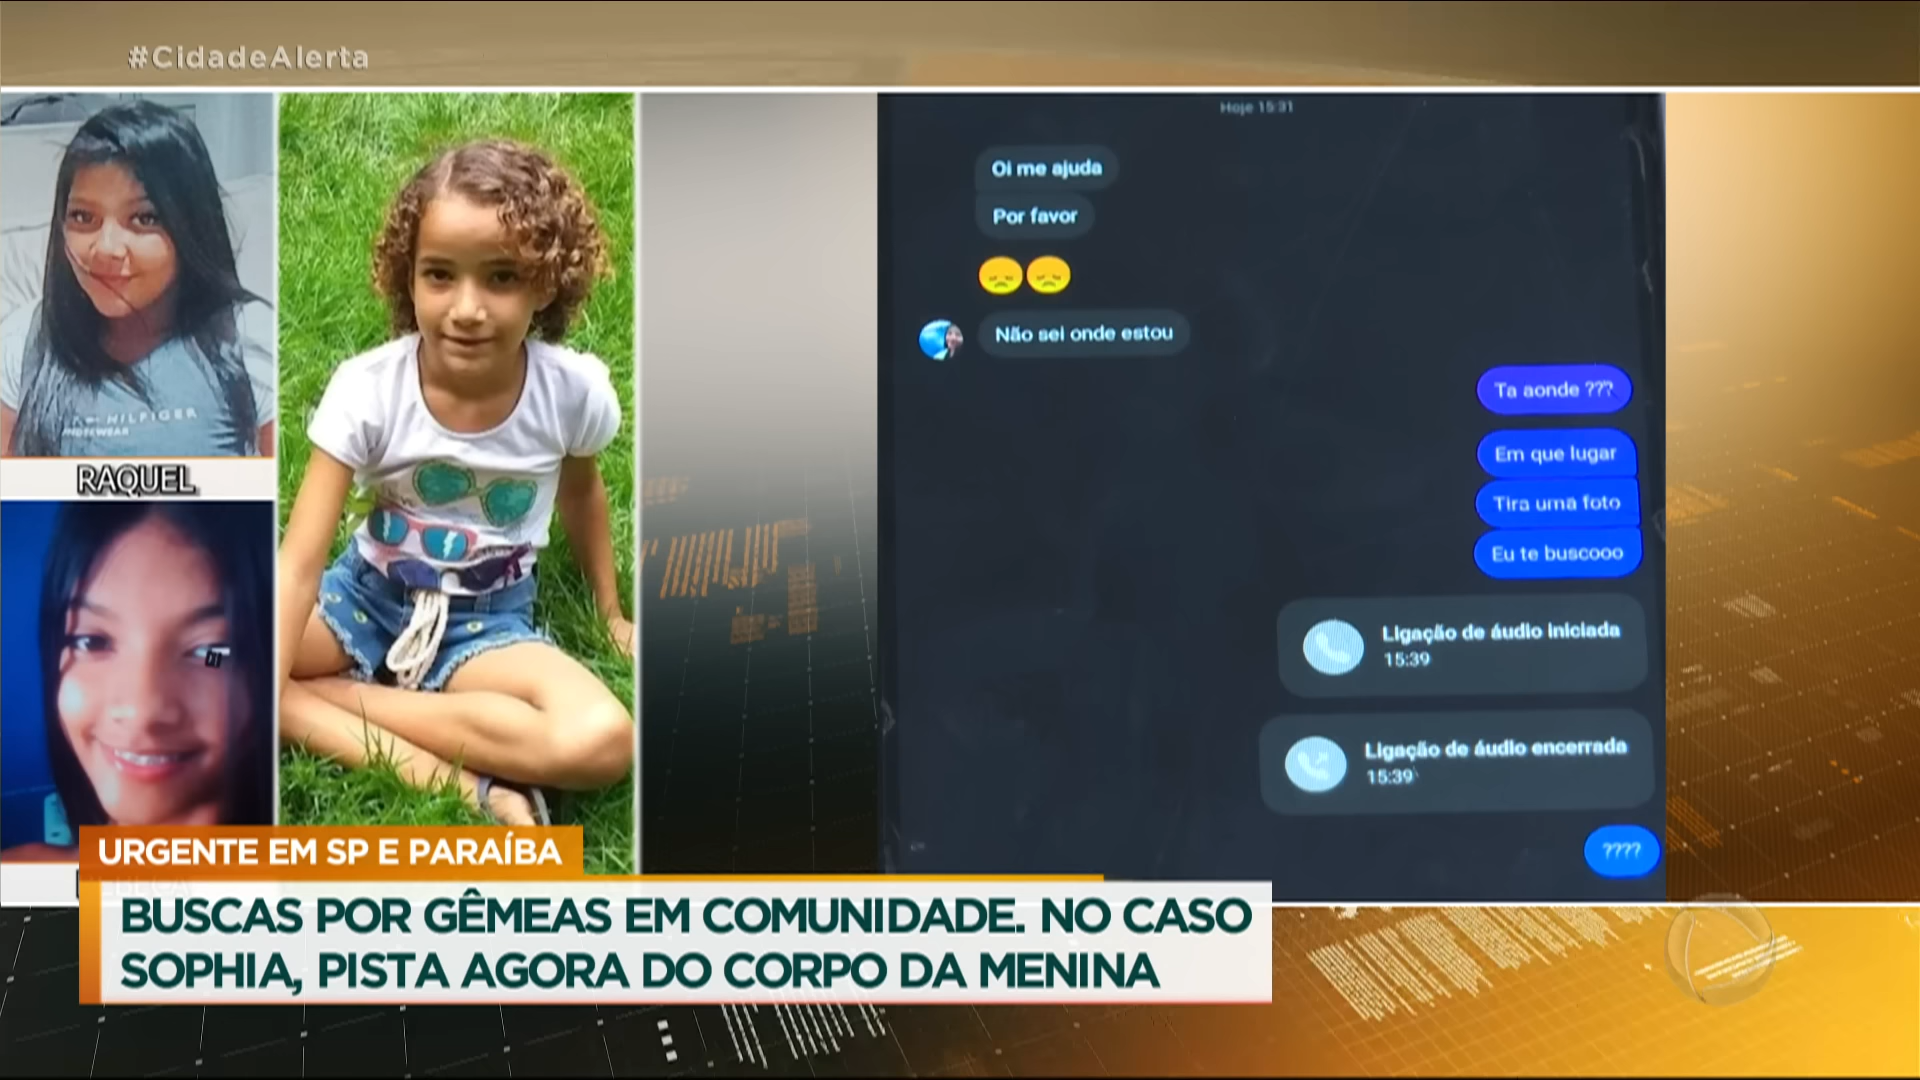 #CidadeAlerta
RAQUEL
HILFIGER
Hoje 15:31
Oi me ajuda
Por favor
Não sei onde estou
Ta aonde ???
Em que lugar
Tira uma foto
Eu te buscooo
Ligação de áudio iniciada
15:39
Ligação de áudio encerrada
15:39
????
URGENTE EM SP E PARAÍBA
BUSCAS POR GÊMEAS EM COMUNIDADE. NO CASO
SOPHIA, PISTA AGORA DO CORPO DA MENINA